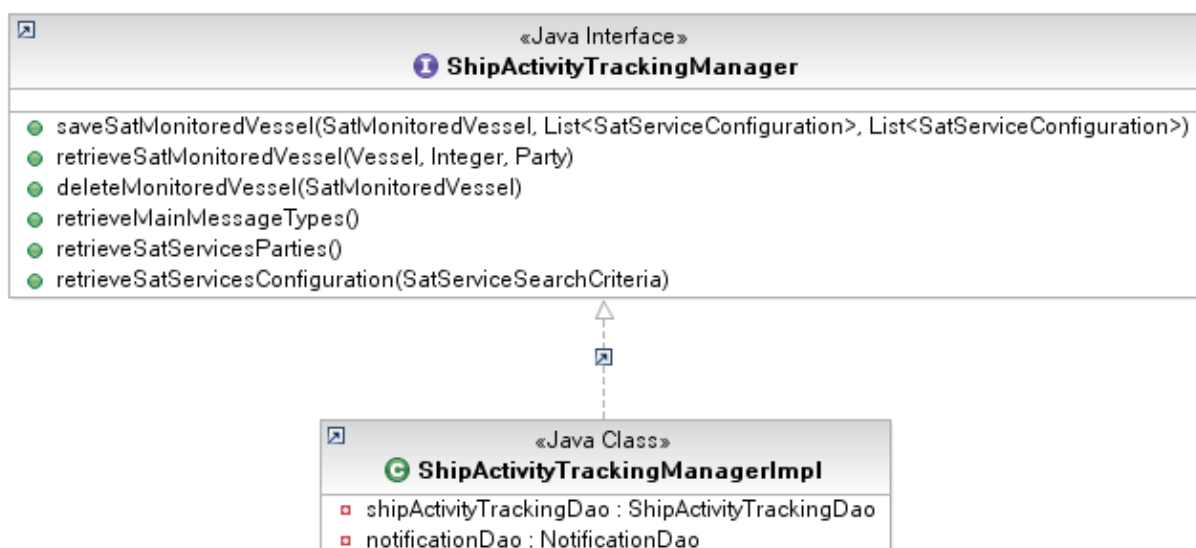 «Java Interface»
I ShipActivityTrackingManager
saveSatMonitoredVessel(SatMonitoredVessel, List<SatServiceConfiguration>, List<SatServiceConfiguration>)
retrieveSatMonitoredVessel(Vessel, Integer, Party)
deleteMonitoredVessel(SatMonitoredVessel)
retrieveMainMessageTypes()
retrieveSatServicesParties()
retrieveSatServicesConfiguration(SatServiceSearchCriteria)
«Java Class»
C ShipActivityTrackingManagerImpl
shipActivityTrackingDao : ShipActivityTrackingDao
notificationDao : NotificationDao